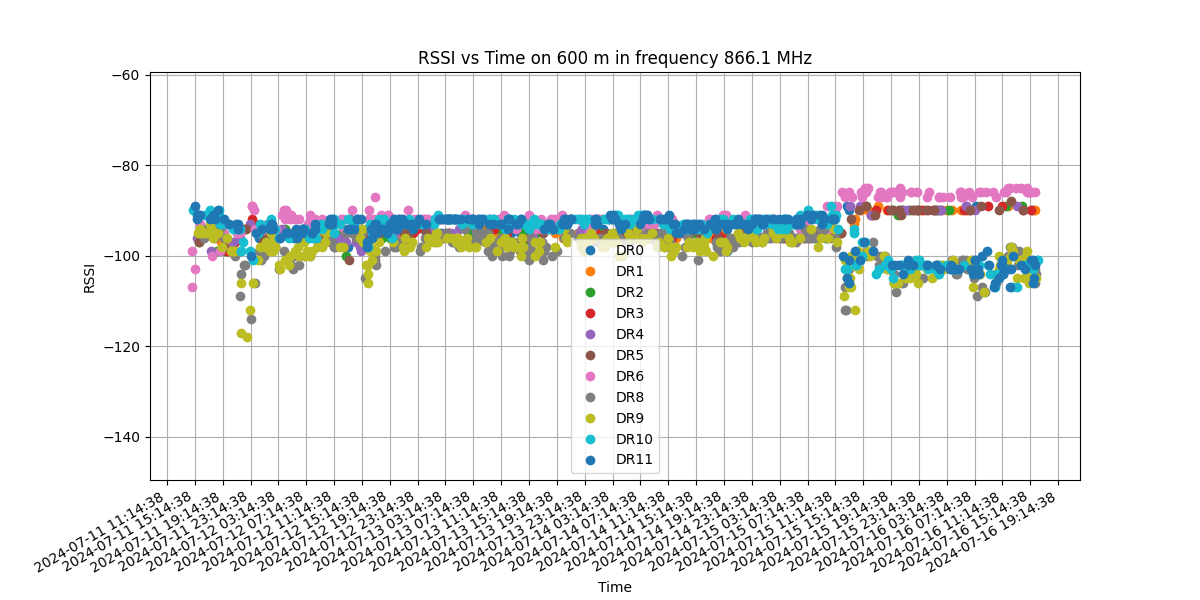 RSSI vs Time on 600 m in frequency 866.1 MHz
−60
−80
−100
−120
−140
RSSI
DR0
DR1
DR2
DR3
DR4
DR5
DR6
DR8
DR9
DR10
DR11
2024-07-11 11:14:38
2024-07-11 15:14:38
2024-07-11 19:14:38
2024-07-11 23:14:38
2024-07-12 03:14:38
2024-07-12 07:14:38
2024-07-12 11:14:38
2024-07-12 15:14:38
2024-07-12 19:14:38
2024-07-12 23:14:38
2024-07-13 03:14:38
2024-07-13 07:14:38
2024-07-13 11:14:38
2024-07-13 15:14:38
2024-07-13 19:14:38
2024-07-13 23:14:38
2024-07-14 03:14:38
2024-07-14 07:14:38
2024-07-14 11:14:38
2024-07-14 15:14:38
2024-07-14 19:14:38
2024-07-14 23:14:38
2024-07-15 03:14:38
2024-07-15 07:14:38
2024-07-15 11:14:38
2024-07-15 15:14:38
2024-07-15 19:14:38
2024-07-15 23:14:38
2024-07-16 03:14:38
2024-07-16 07:14:38
2024-07-16 11:14:38
2024-07-16 15:14:38
2024-07-16 19:14:38
Time